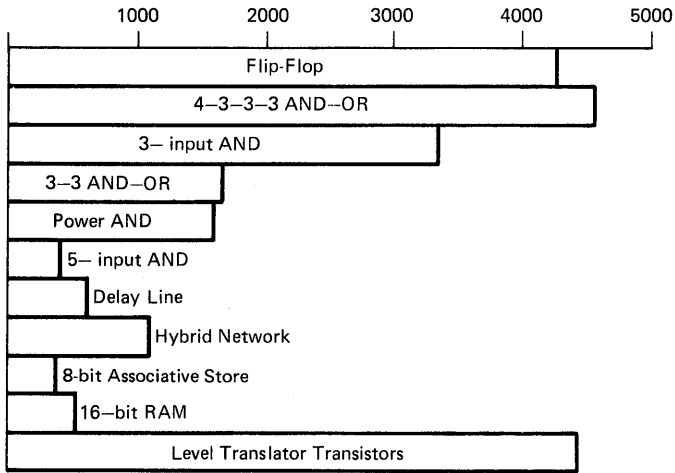 1000 2000 3000 4000 5000
Flip-Flop
4—3—3—3 AND—OR
3— input AND
3—3 AND—OR
Power AND
5— input AND
Delay Line
Hybrid Network
8-bit Associative Store
16—bit RAM
Level Translator Transistors